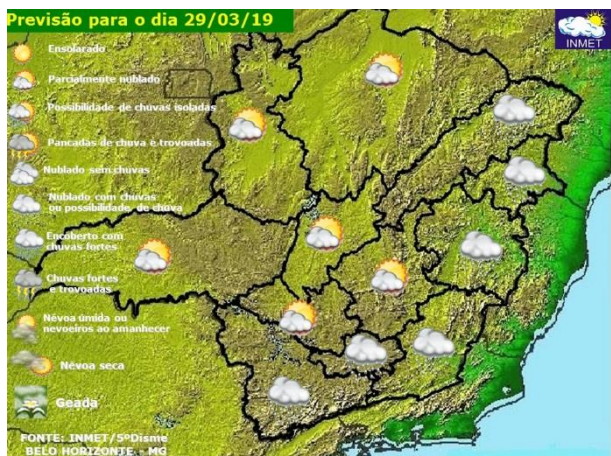 Previsão para o dia 29/03/19
INMET
Ensolarado
Parcialmente nublado
Possibilidade de chuvas isoladas
Pancadas de chuva e trovoadas
Nublado sem chuvas
Nublado com chuvas
ou possibilidade de chuva
Encoberto com
chuvas fortes
Chuvas fortes
e trovoadas
Névoa úmida ou
nevoeiros ao amanhecer
Névoa seca
Geada
FONTE: INMET/5ºDisme
BELO HORIZONTE - MG